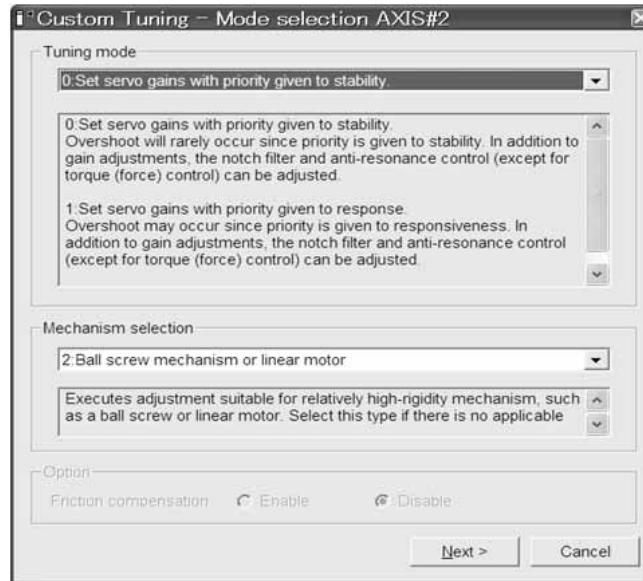 Custom Tuning - Mode selection AXIS#2
Tuning mode
0:Set servo gains with priority given to stability.
0:Set servo gains with priority given to stability.
Overshoot will rarely occur since priority is given to stability. In addition to
gain adjustments, the notch filter and anti-resonance control (except for
torque (force) control) can be adjusted.
1:Set servo gains with priority given to response.
Overshoot may occur since priority is given to responsiveness. In
addition to gain adjustments, the notch filter and anti-resonance control
(except for torque (force) control) can be adjusted.
Mechanism selection
2:Ball screw mechanism or linear motor
Executes adjustment suitable for relatively high-rigidity mechanism, such
as a ball screw or linear motor. Select this type if there is no applicable
Option
Friction compensation Enable Disable
Next > Cancel